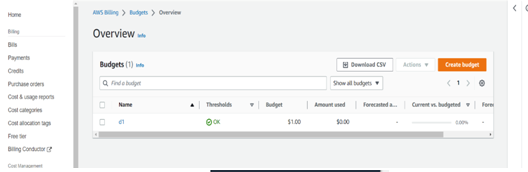 Home
Billing
Bills
Payments
Credits
Purchase orders
Cost & usage reports
Cost categories
Cost allocation tags
Free tier
Billing Conductor
Cost Management
AWS Billing > Budgets > Overview
Overview Info
Budgets (1) Info
Download CSV Actions Create budget
Find a budget Show all budgets 1
Name Thresholds Budget Amount used Forecasted a... Current vs. budgeted Fore
OK $1.00 $0.00 - 0.00% -